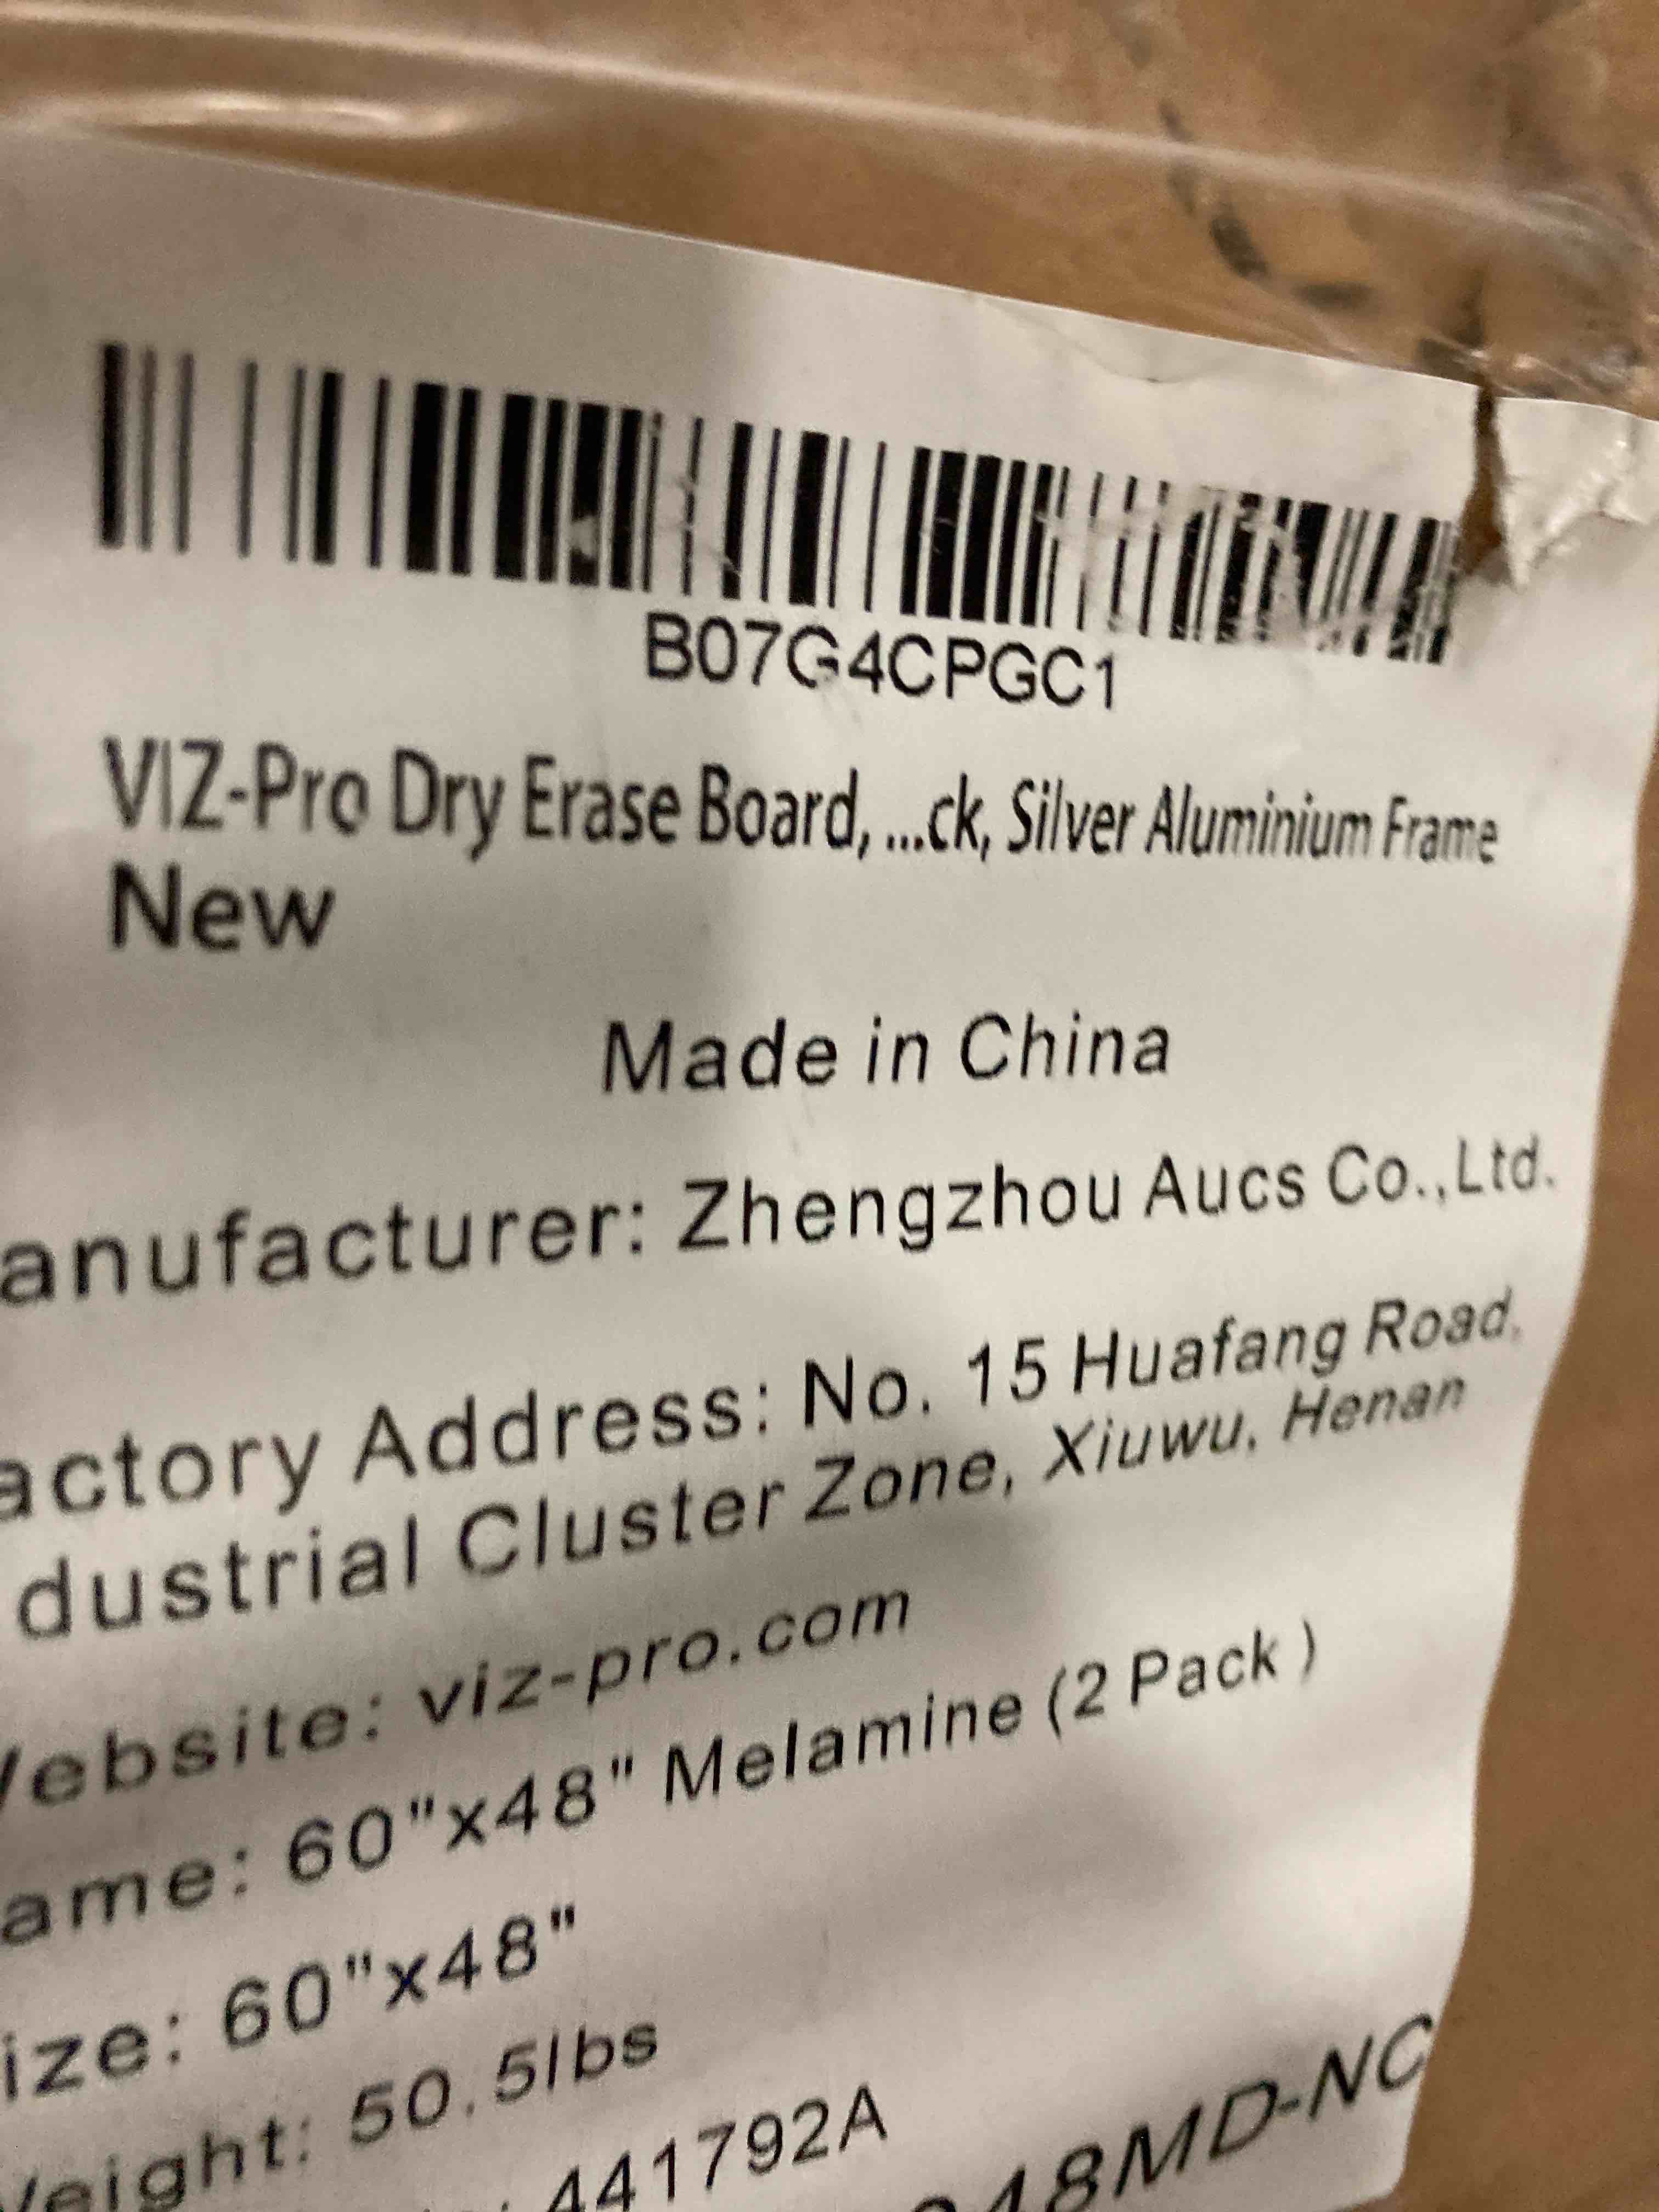 B07G4CPGC1
VIZ-Pro Dry Erase Board, ...ck, Silver Aluminium Frame
New
Made in China
anufacturer: Zhengzhou Aucs Co.,Ltd.
actory Address: No. 15 Huafang Road,
dustrial Cluster Zone, Xiuwu, Henan
ebsite: viz-pro.com
ame: 60"x48" Melamine (2 Pack )
ize: 60"x48"
eight: 50.5lbs
441792A
48MD-NC